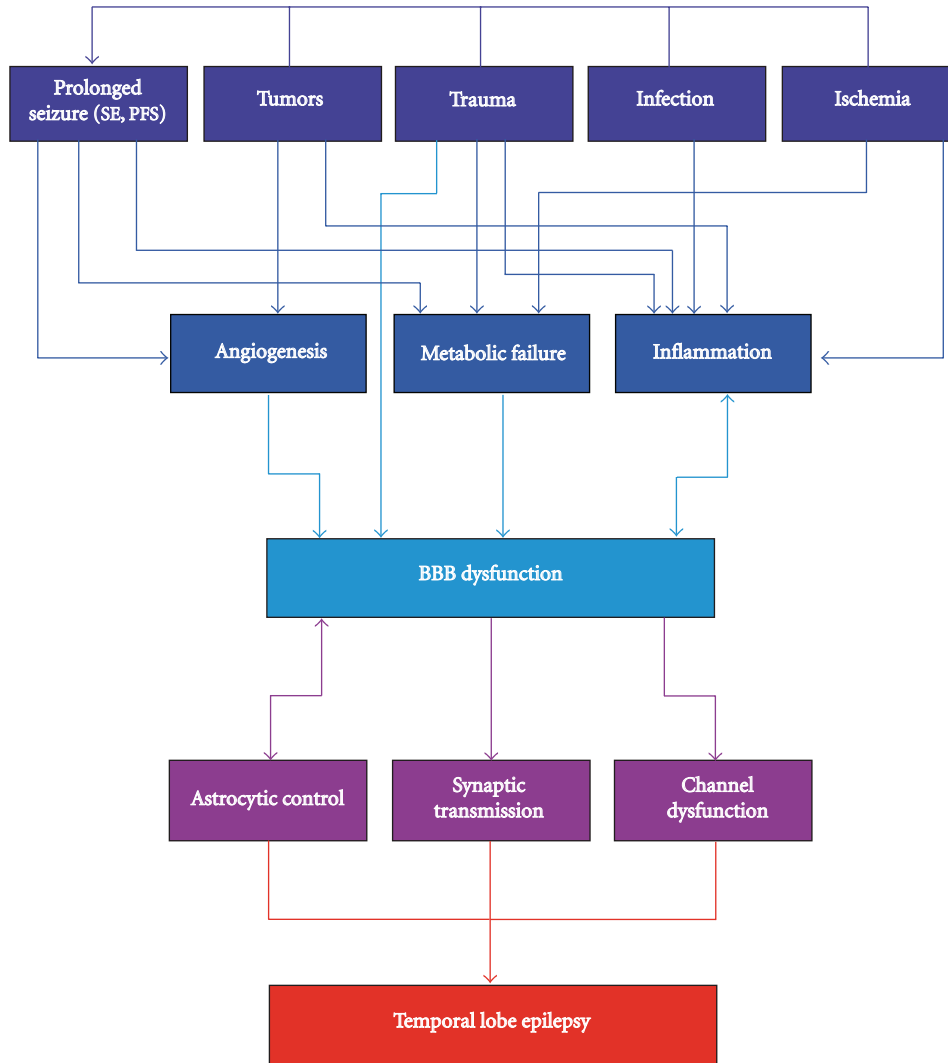 Prolonged
seizure (SE, PFS)
Tumors
Trauma
Infection
Ischemia
Angiogenesis
Metabolic failure
Inflammation
BBB dysfunction
Astrocytic control
Synaptic
transmission
Channel
dysfunction
Temporal lobe epilepsy